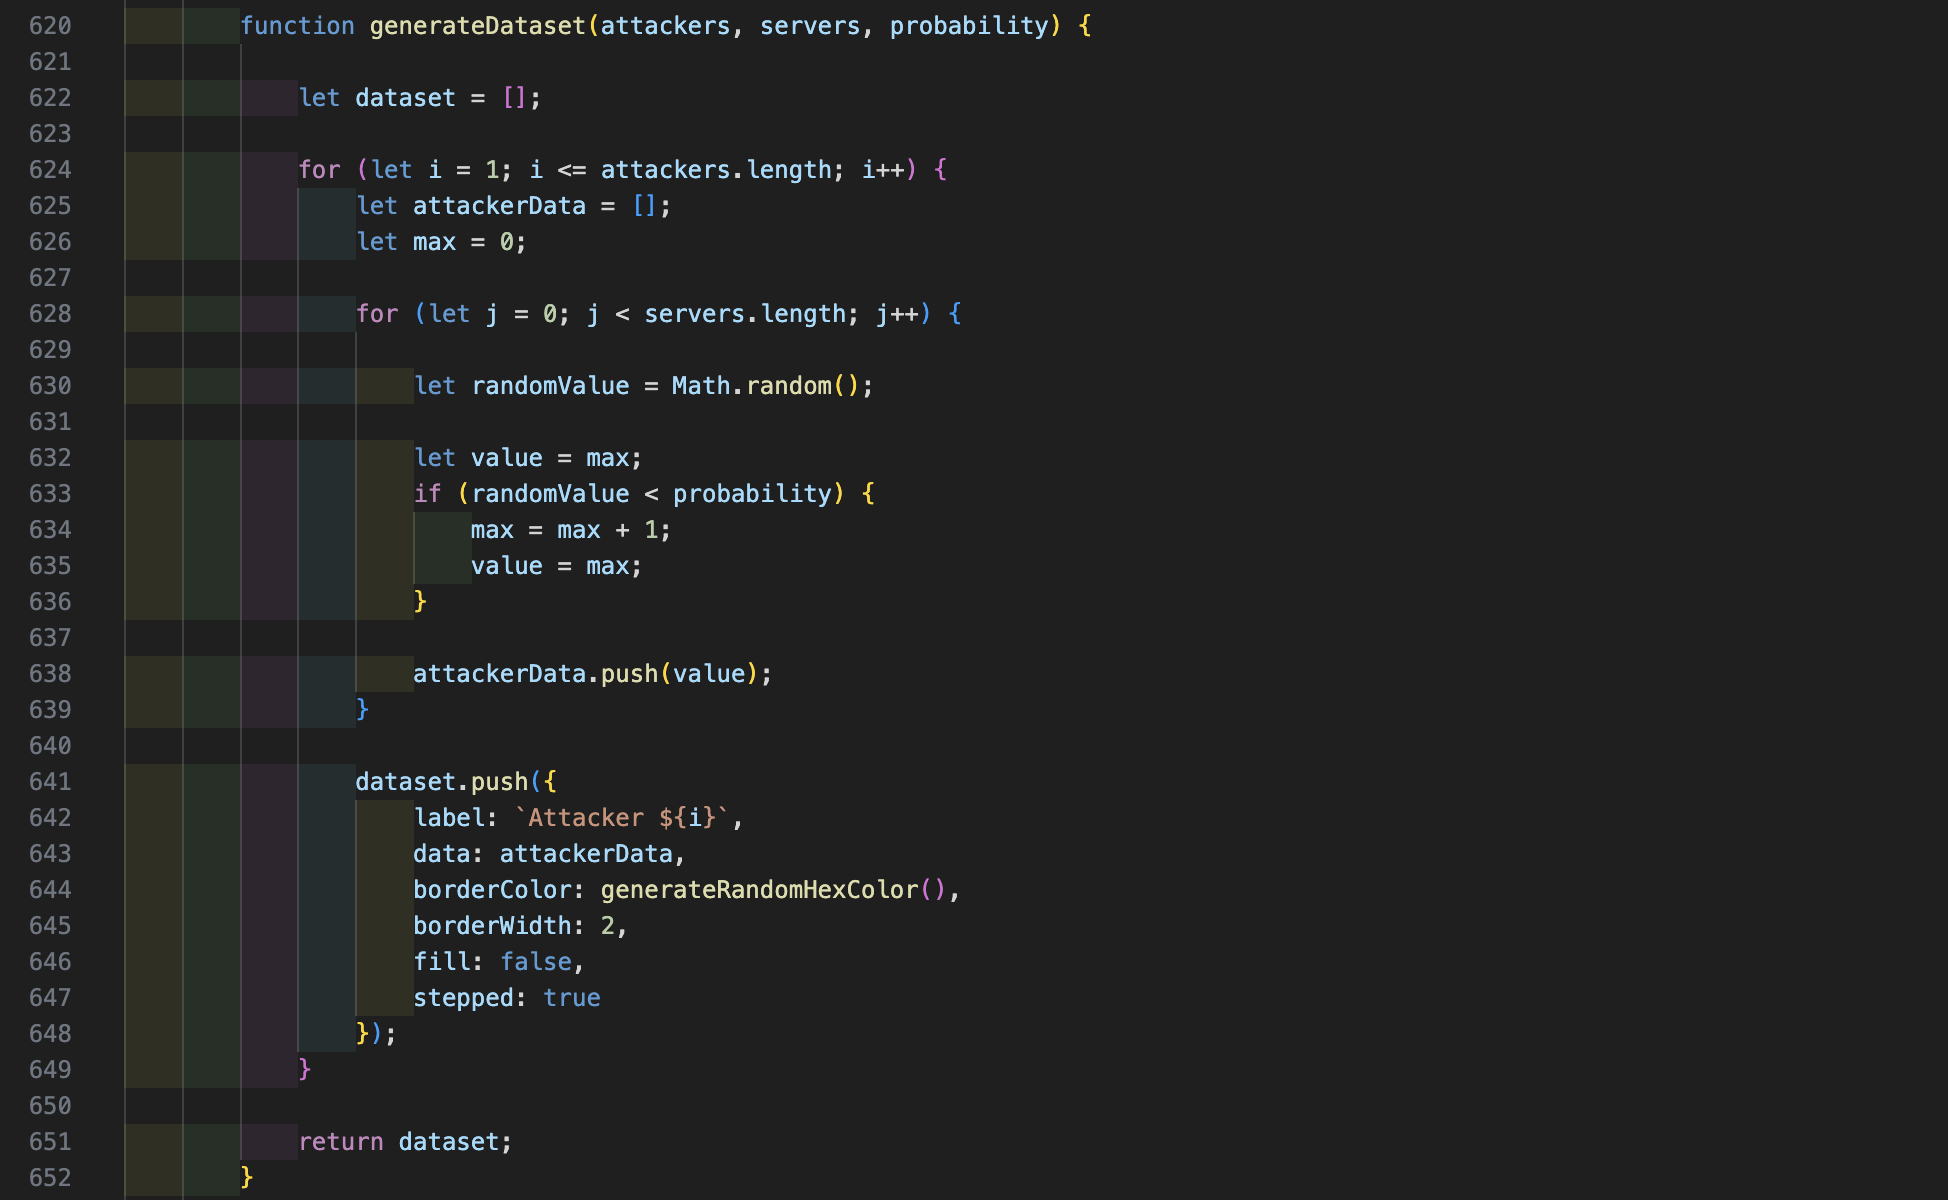 620 function generateDataset(attackers, servers, probability) {
621
622 let dataset = [];
623
624 for (let i = 1; i <= attackers.length; i++) {
625 let attackerData = [];
626 let max = 0;
627
628 for (let j = 0; j < servers.length; j++) {
629
630 let randomValue = Math.random();
631
632 let value = max;
633 if (randomValue < probability) {
634 max = max + 1;
635 value = max;
636 }
637
638 attackerData.push(value);
639 }
640
641 dataset.push({
642 label: `Attacker ${i}`,
643 data: attackerData,
644 borderColor: generateRandomHexColor(),
645 borderWidth: 2,
646 fill: false,
647 stepped: true
648 });
649 }
650
651 return dataset;
652 }